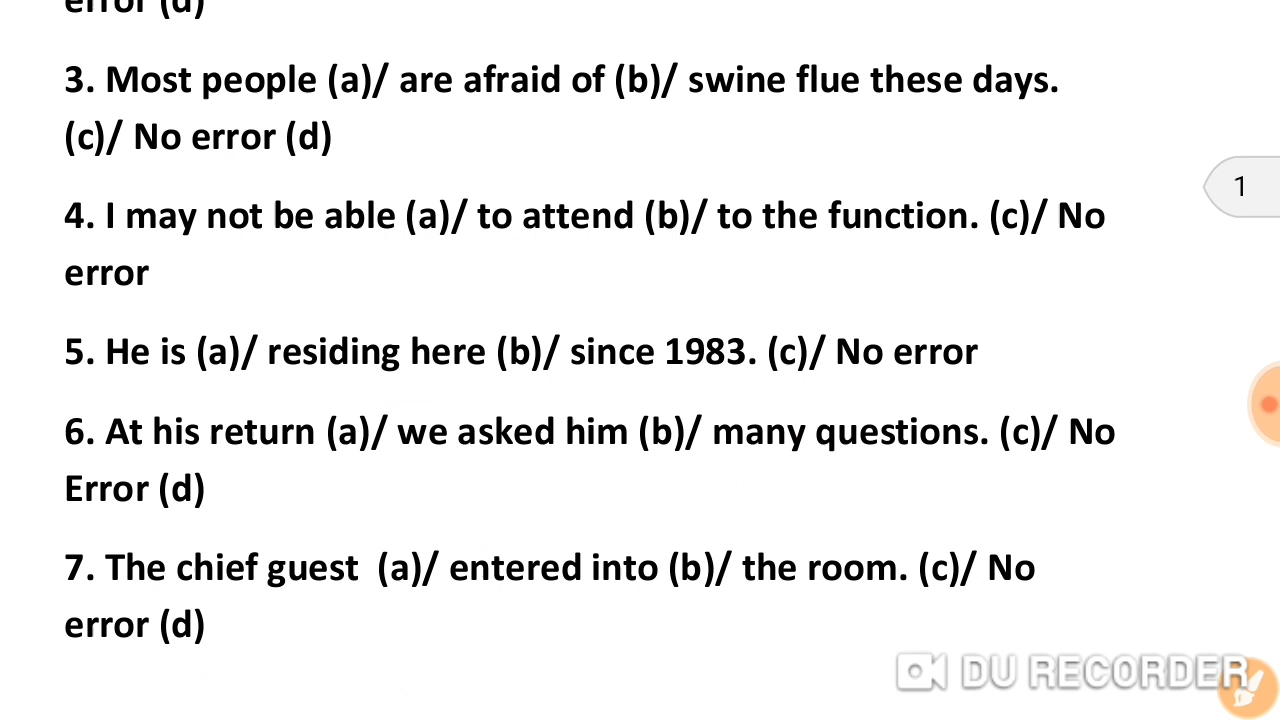 error (d)
3. Most people (a)/ are afraid of (b)/ swine flue these days.
(c)/ No error (d)
4. I may not be able (a)/ to attend (b)/ to the function. (c)/ No
error
5. He is (a)/ residing here (b)/ since 1983. (c)/ No error
6. At his return (a)/ we asked him (b)/ many questions. (c)/ No
Error (d)
7. The chief guest  (a)/ entered into (b)/ the room. (c)/ No
error (d)
1
DU RECORDER